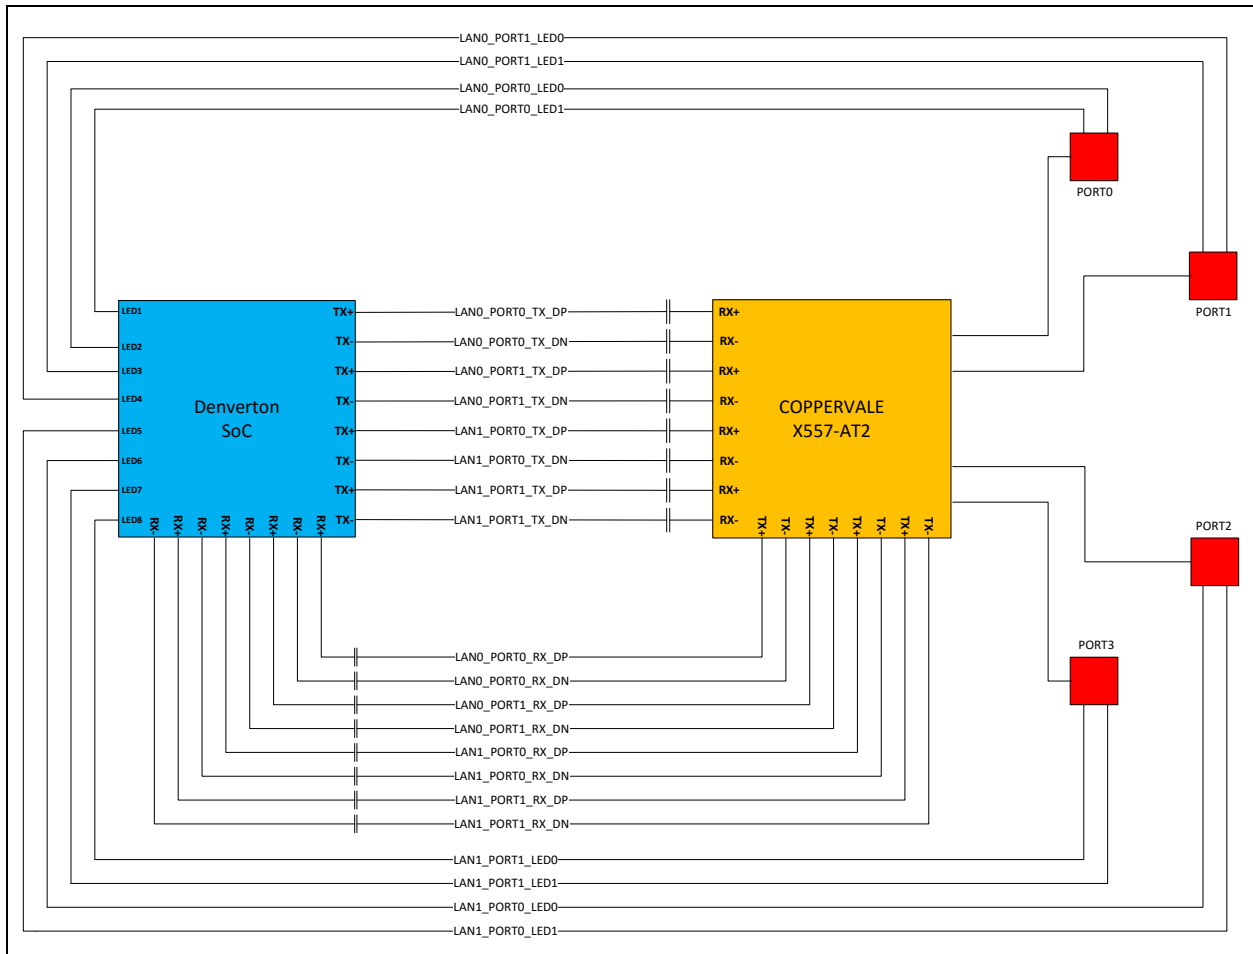 LAN0_PORT1_LED0
LAN0_PORT1_LED1
LAN0_PORT0_LED0
LAN0_PORT0_LED1
PORT0
PORT1
LED1
LED2
LED3
LED4
LED5
LED6
LED7
LED8
Denverton
SoC
TX+
TX-
TX+
TX-
TX+
TX-
TX+
TX-
RX-
RX+
RX-
RX+
RX-
RX+
RX-
RX+
LAN0_PORT0_TX_DP
LAN0_PORT0_TX_DN
LAN0_PORT1_TX_DP
LAN0_PORT1_TX_DN
LAN1_PORT0_TX_DP
LAN1_PORT0_TX_DN
LAN1_PORT1_TX_DP
LAN1_PORT1_TX_DN
RX+
RX-
RX+
RX-
RX+
RX-
RX+
RX-
COPPERVALE
X557-AT2
TX+
TX-
TX+
TX-
TX+
TX-
TX+
TX-
PORT2
PORT3
LAN0_PORT0_RX_DP
LAN0_PORT0_RX_DN
LAN0_PORT1_RX_DP
LAN0_PORT1_RX_DN
LAN1_PORT0_RX_DP
LAN1_PORT0_RX_DN
LAN1_PORT1_RX_DP
LAN1_PORT1_RX_DN
LAN1_PORT1_LED0
LAN1_PORT1_LED1
LAN1_PORT0_LED0
LAN1_PORT0_LED1